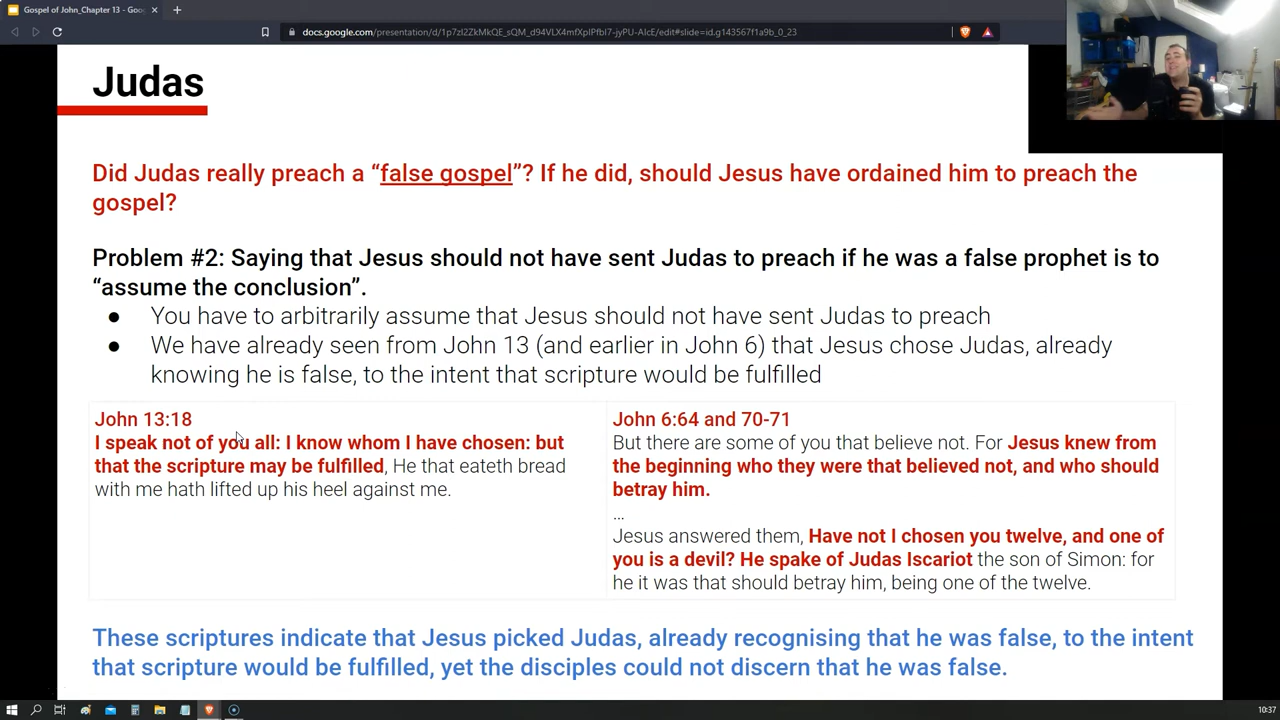 Gospel of John_Chapter 13 - Goo
docs.google.com/presentation/d/1p7zl2ZkMkQE_sQM_d94VLX4mfXpIPfbI7-jyPU-AIcE/edit#slide=id.g143567f1a9b_0_23
Judas
Did Judas really preach a “false gospel”? If he did, should Jesus have ordained him to preach the
gospel?
Problem #2: Saying that Jesus should not have sent Judas to preach if he was a false prophet is to
“assume the conclusion”.
● You have to arbitrarily assume that Jesus should not have sent Judas to preach
● We have already seen from John 13 (and earlier in John 6) that Jesus chose Judas, already
knowing he is false, to the intent that scripture would be fulfilled
John 13:18
I speak not of you all: I know whom I have chosen: but
that the scripture may be fulfilled, He that eateth bread
with me hath lifted up his heel against me.
John 6:64 and 70-71
But there are some of you that believe not. For Jesus knew from
the beginning who they were that believed not, and who should
betray him.
...
Jesus answered them, Have not I chosen you twelve, and one of
you is a devil? He spake of Judas Iscariot the son of Simon: for
he it was that should betray him, being one of the twelve.
These scriptures indicate that Jesus picked Judas, already recognising that he was false, to the intent
that scripture would be fulfilled, yet the disciples could not discern that he was false.
10:37